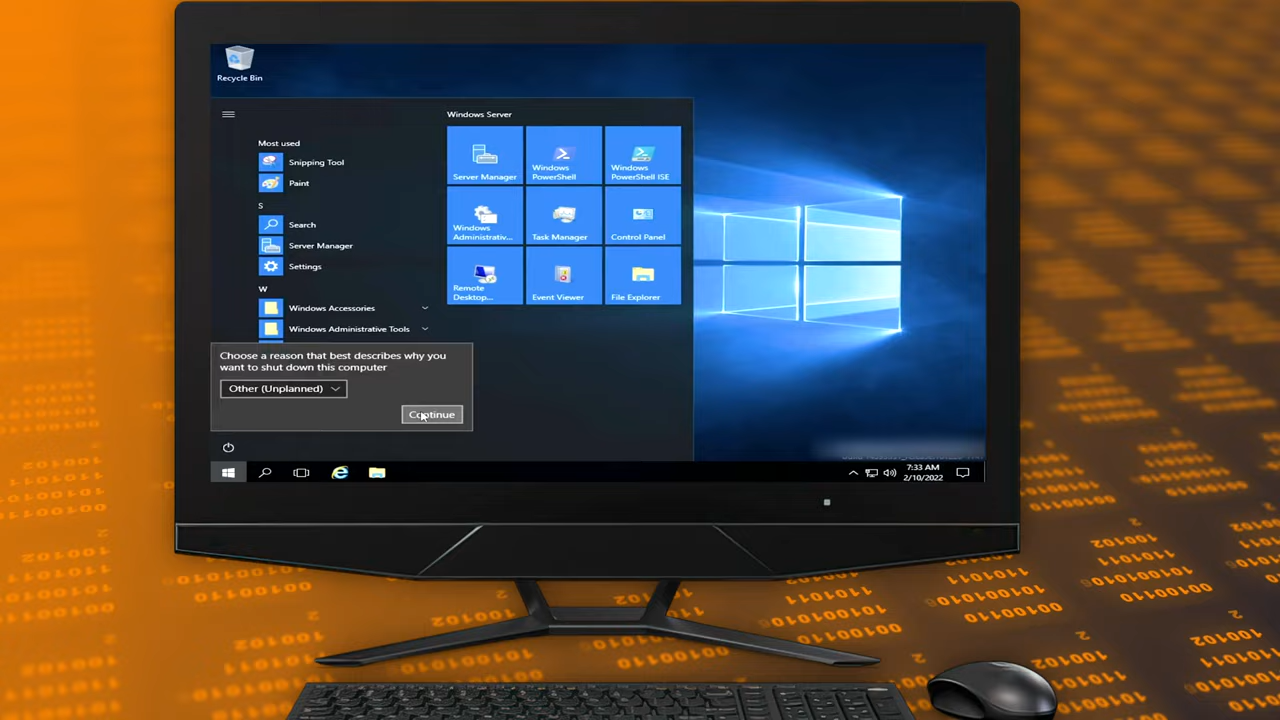 Recycle Bin
Windows Server
Most used
Snipping Tool
Paint
S
Search
Server Manager
Settings
W
Windows Accessories
Windows Administrative Tools
Server Manager
Windows
PowerShell
Windows
PowerShell ISE
Windows
Administrativ...
Task Manager
Control Panel
Remote
Desktop...
Event Viewer
File Explorer
Choose a reason that best describes why you
want to shut down this computer
Other (Unplanned)
Continue
7:33 AM
2/10/2022